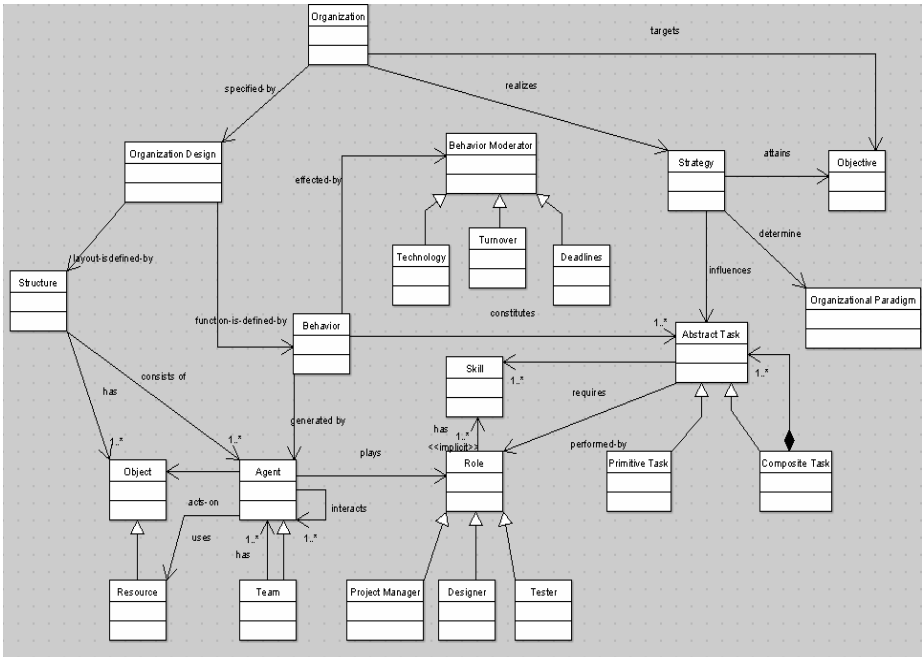 Organization
targets
realizes
specified-by
Organization Design
Behavior Moderator
Strategy
attains
Objective
effected-by
determine
Technology
Turnover
Deadlines
layout-isdefined-by
influences
Structure
Organizational Paradigm
function-is-defined-by
Behavior
constitutes
1..*
Abstract Task
Skill
1..*
1..*
consists of
has
requires
generated by
has
1..*
1..*
1..*
<<implicit>>
performed-by
plays
Object
Agent
Role
Primitive Task
Composite Task
acts-on
interacts
uses
1..*
1..*
has
Resource
Team
Project Manager
Designer
Tester